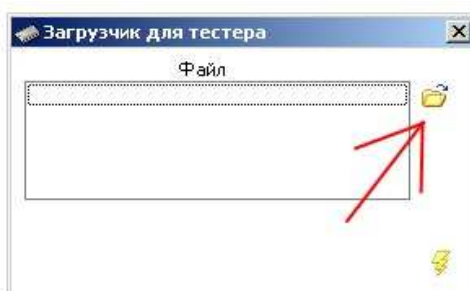 Загрузчик для тестера
Файл